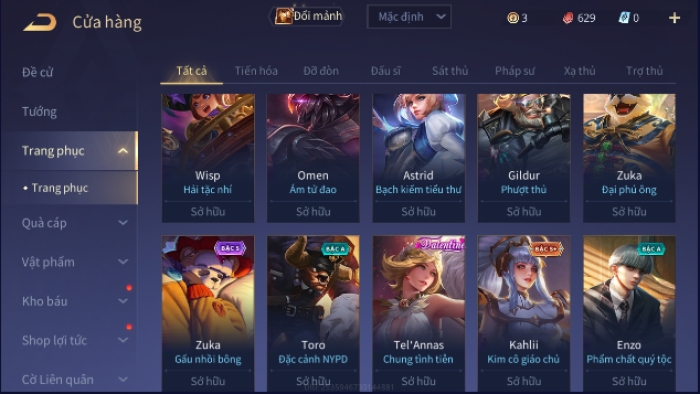 Cửa hàng
Đổi mảnh
Mặc định
3
629
0
Đề cử
Tướng
Trang phục
• Trang phục
Quà cáp
Vật phẩm
Kho báu
Shop lợi tức
Cờ Liên quân
Tất cả
Tiến hóa
Đỡ đòn
Đấu sĩ
Sát thủ
Pháp sư
Xạ thủ
Trợ thủ
Wisp
Hải tặc nhí
Sở hữu
Omen
Ám tử đao
Sở hữu
Astrid
Bạch kiếm tiểu thư
Sở hữu
Gildur
Phượt thủ
Sở hữu
Zuka
Đại phú ông
Sở hữu
BẬC S
Zuka
Gấu nhồi bông
Sở hữu
BẬC A
Toro
Đặc cảnh NYPD
Sở hữu
Valentine
Tel'Annas
Chung tình tiễn
Sở hữu
BẬC S+
Kahlii
Kim cô giáo chủ
Sở hữu
BẬC A
Enzo
Phẩm chất quý tộc
Sở hữu